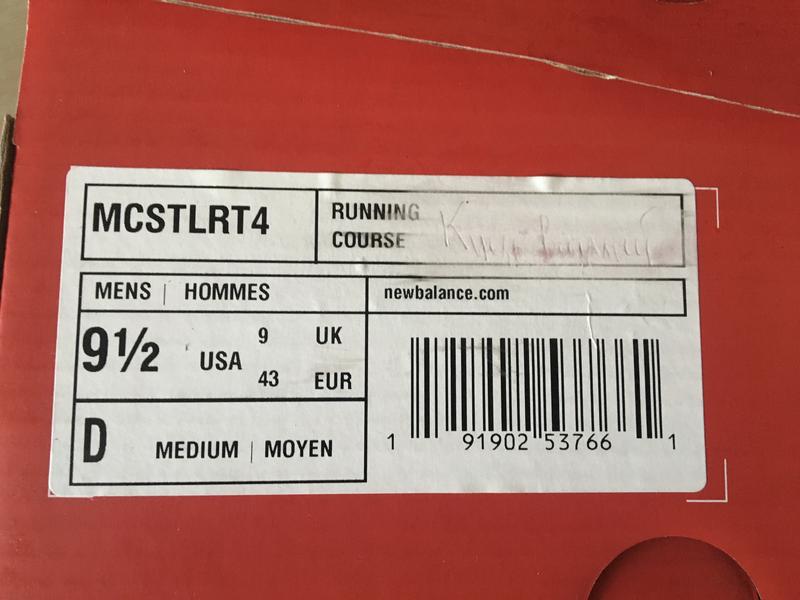 MCSTLRT4
RUNNING
COURSE
MENS | HOMMES
newbalance.com
9½ USA 9 UK
43 EUR
D MEDIUM | MOYEN
1 91902 53766 1